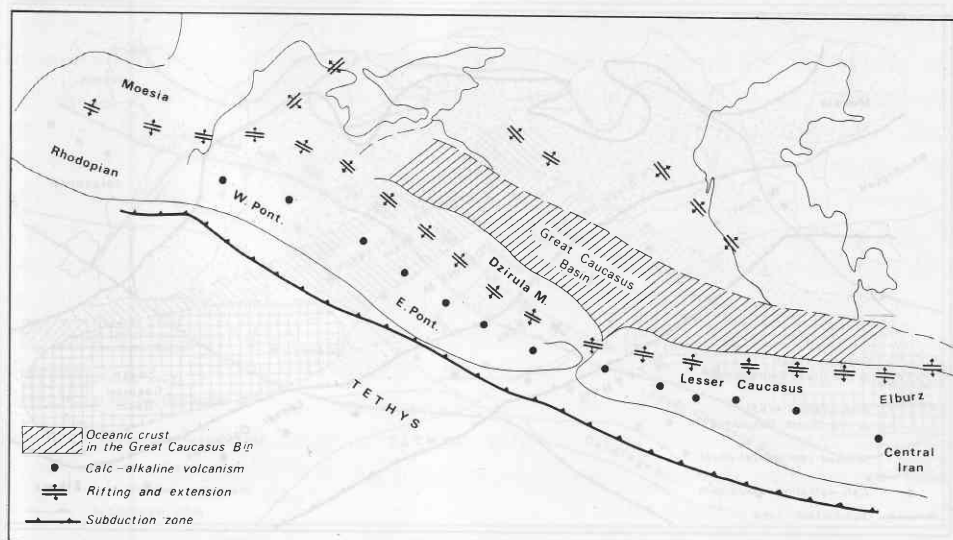 Moesia
Rhodopian
W. Pont.
E. Pont.
Great Caucasus
Basin
Dzirula M.
Lesser Caucasus
Elburz
Central
Iran
TETHYS
Oceanic crust
in the Great Caucasus Bin
Calc-alkaline volcanism
Rifting and extension
Subduction zone